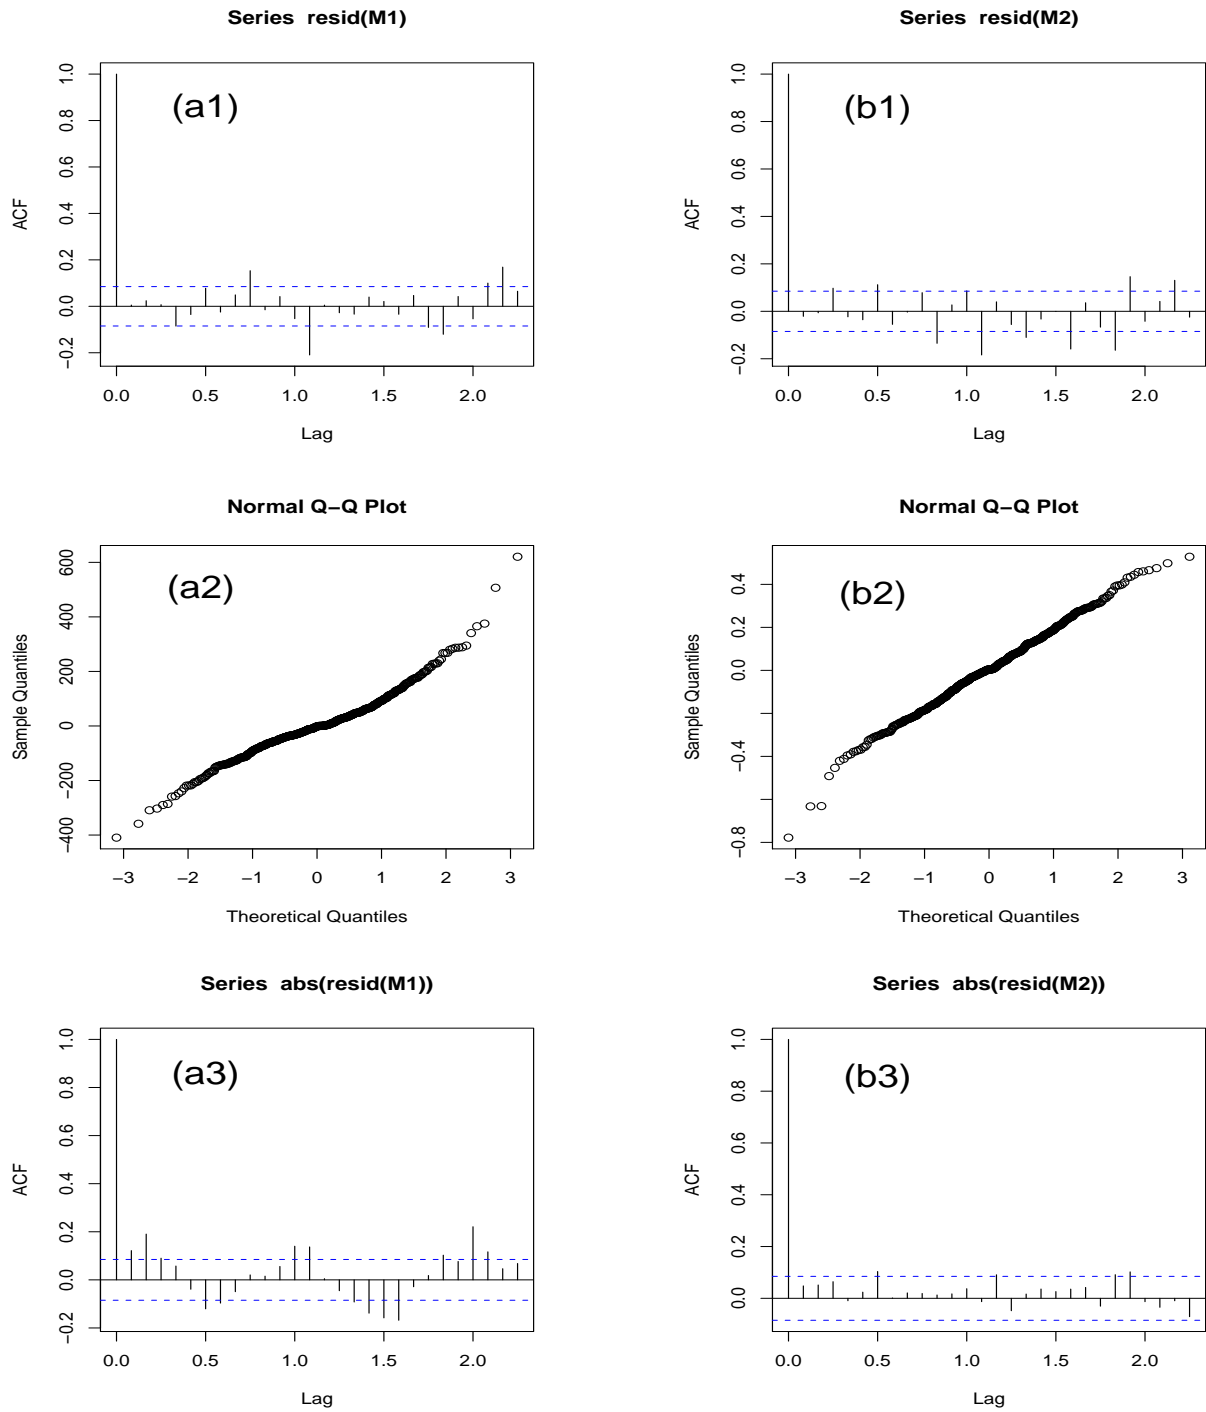 Series resid(M1)
Series resid(M2)
(a1)
(b1)
ACF
1.0
0.8
0.6
0.4
0.2
0.0
−0.2
ACF
1.0
0.8
0.6
0.4
0.2
0.0
−0.2
0.0 0.5 1.0 1.5 2.0
0.0 0.5 1.0 1.5 2.0
Lag
Lag
Normal Q−Q Plot
Normal Q−Q Plot
(a2)
(b2)
Sample Quantiles
600
400
200
0
−200
−400
Sample Quantiles
0.4
0.2
0.0
−0.4
−0.8
−3 −2 −1 0 1 2 3
−3 −2 −1 0 1 2 3
Theoretical Quantiles
Theoretical Quantiles
Series abs(resid(M1))
Series abs(resid(M2))
(a3)
(b3)
ACF
1.0
0.8
0.6
0.4
0.2
0.0
−0.2
ACF
1.0
0.8
0.6
0.4
0.2
0.0
0.0 0.5 1.0 1.5 2.0
0.0 0.5 1.0 1.5 2.0
Lag
Lag